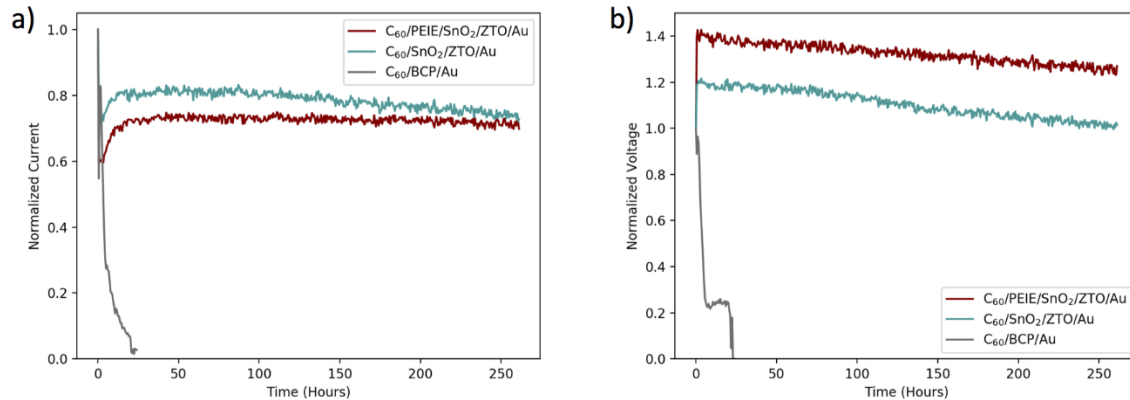 a)
Normalized Current
1.0
0.8
0.6
0.4
0.2
0.0
C₆₀/PEIE/SnO₂/ZTO/Au
C₆₀/SnO₂/ZTO/Au
C₆₀/BCP/Au
0 50 100 150 200 250
Time (Hours)
b)
Normalized Voltage
1.4
1.2
1.0
0.8
0.6
0.4
0.2
0.0
C₆₀/PEIE/SnO₂/ZTO/Au
C₆₀/SnO₂/ZTO/Au
C₆₀/BCP/Au
0 50 100 150 200 250
Time (Hours)